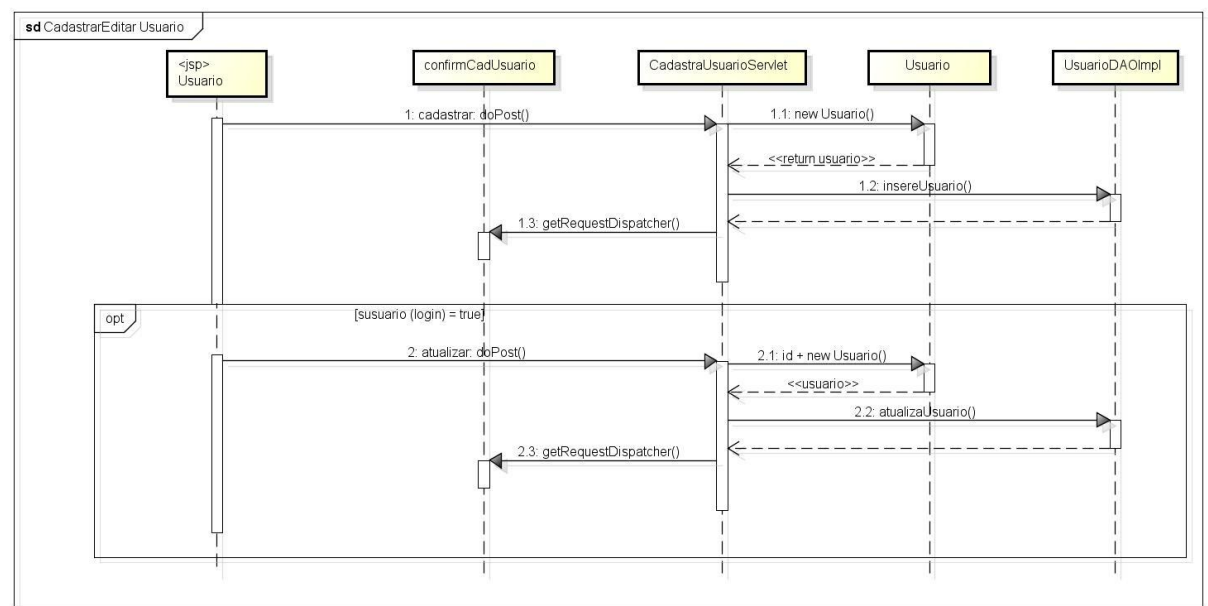 sd CadastrarEditar Usuario
<jsp>
Usuario
confirmCadUsuario
CadastraUsuarioServlet
Usuario
UsuarioDAOImpl
1: cadastrar: doPost()
1.1: new Usuario()
<<return usuario>>
1.2: insereUsuario()
1.3: getRequestDispatcher()
opt
[susuario (login) = true]
2: atualizar: doPost()
2.1: id + new Usuario()
<<usuario>>
2.2: atualizaUsuario()
2.3: getRequestDispatcher()